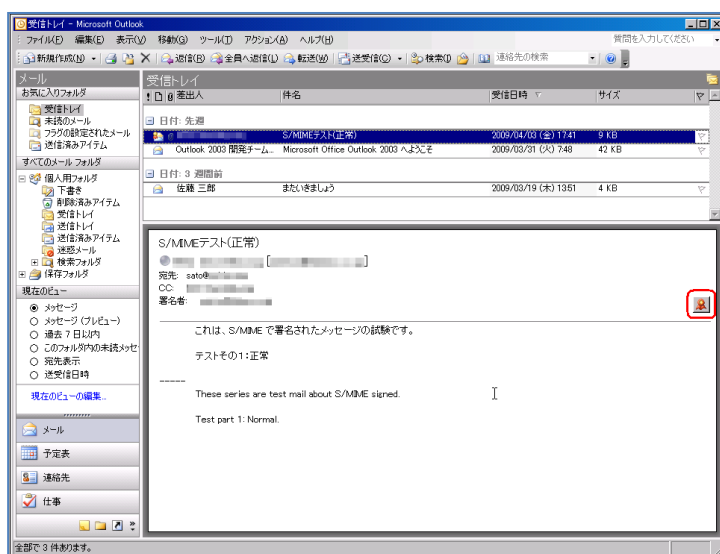 受信トレイ - Microsoft Outlook
ファイル(F) 編集(E) 表示(V) 移動(G) ツール(T) アクション(A) ヘルプ(H) 質問を入力してください
新規作成(N) 返信(R) 全員へ返信(L) 転送(W) 送受信(C) 検索(I) 連絡先の検索
メール
お気に入りフォルダ
受信トレイ
未読のメール
フラグの設定されたメール
送信済みアイテム
すべてのメール フォルダ
個人用フォルダ
下書き
削除済みアイテム
受信トレイ
送信トレイ
送信済みアイテム
迷惑メール
検索フォルダ
保存フォルダ
現在のビュー
メッセージ
メッセージ (プレビュー)
過去 7 日以内
このフォルダ内の未読メッセ
宛先表示
送受信日時
現在のビューの編集...
メール
予定表
連絡先
仕事
受信トレイ
差出人 件名 受信日時 サイズ
日付: 先週
S/MIMEテスト(正常) 2009/04/03 (金) 17:41 9 KB
Outlook 2003 開発チーム... Microsoft Office Outlook 2003 へようこそ 2009/03/31 (火) 7:48 42 KB
日付: 3 週間前
佐藤 三郎 またいきましょう 2009/03/19 (木) 13:51 4 KB
S/MIMEテスト(正常)
宛先: sato@
CC:
署名者:
これは、S/MIME で署名されたメッセージの試験です。
テストその1:正常
-----
These series are test mail about S/MIME signed.
Test part 1: Normal.
全部で 3 件あります。